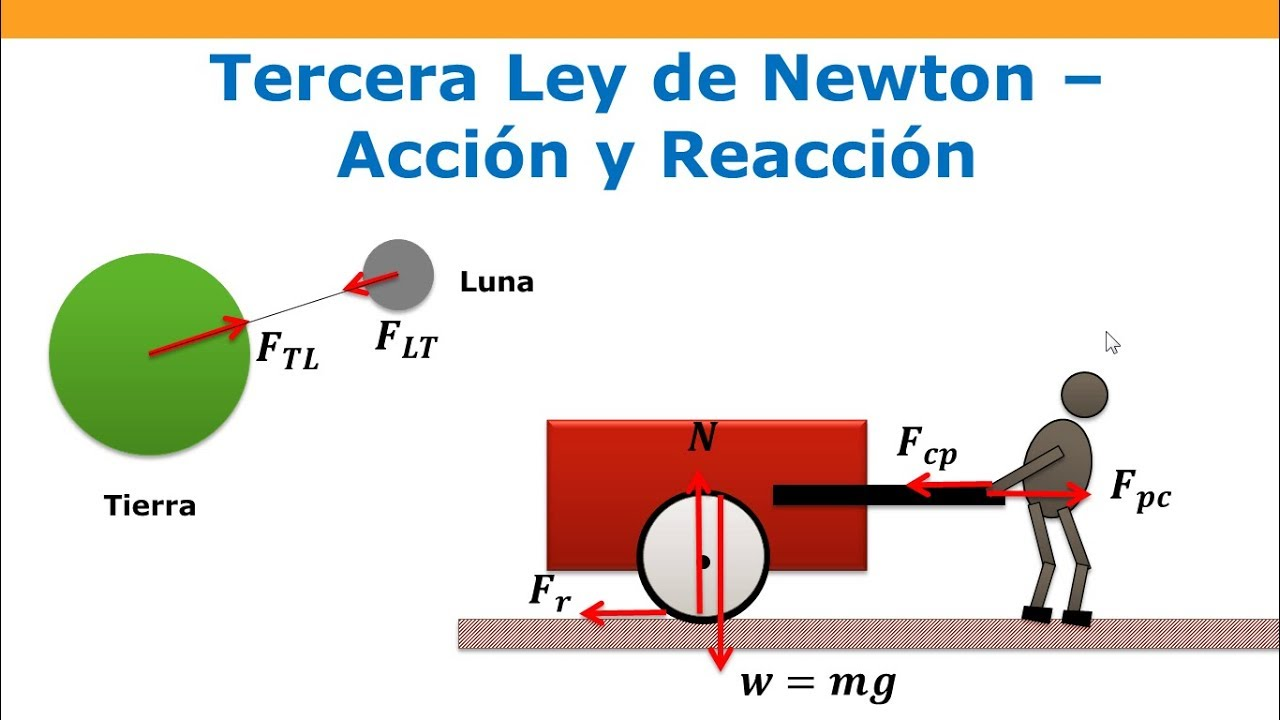 Tercera Ley de Newton –
Acción y Reacción
Luna
F_TL
F_LT
Tierra
N
F_cp
F_pc
F_r
w = mg